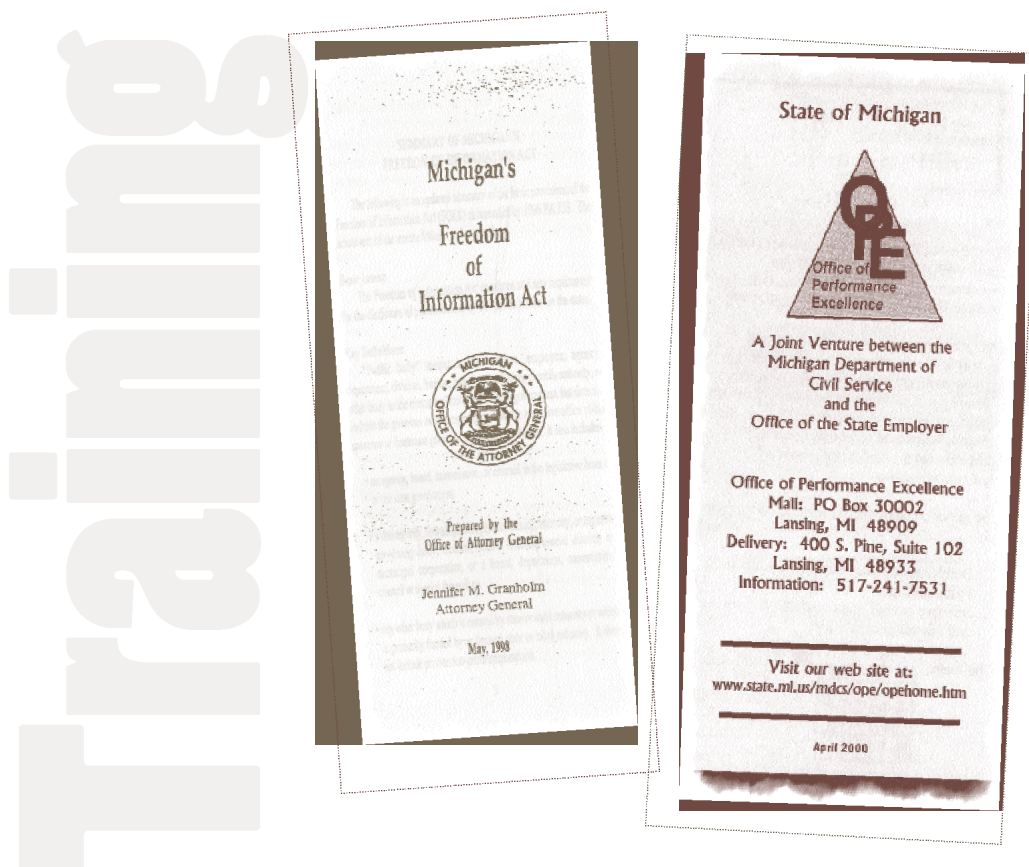 Training
Michigan's
Freedom
of
Information Act
MICHIGAN
OFFICE OF THE ATTORNEY GENERAL
Prepared by the
Office of Attorney General
Jennifer M. Granholm
Attorney General
May, 1998
State of Michigan
OPE
Office of
Performance
Excellence
A Joint Venture between the
Michigan Department of
Civil Service
and the
Office of the State Employer
Office of Performance Excellence
Mail: PO Box 30002
Lansing, MI 48909
Delivery: 400 S. Pine, Suite 102
Lansing, MI 48933
Information: 517-241-7531
Visit our web site at:
www.state.mi.us/mdcs/ope/opehome.htm
April 2000